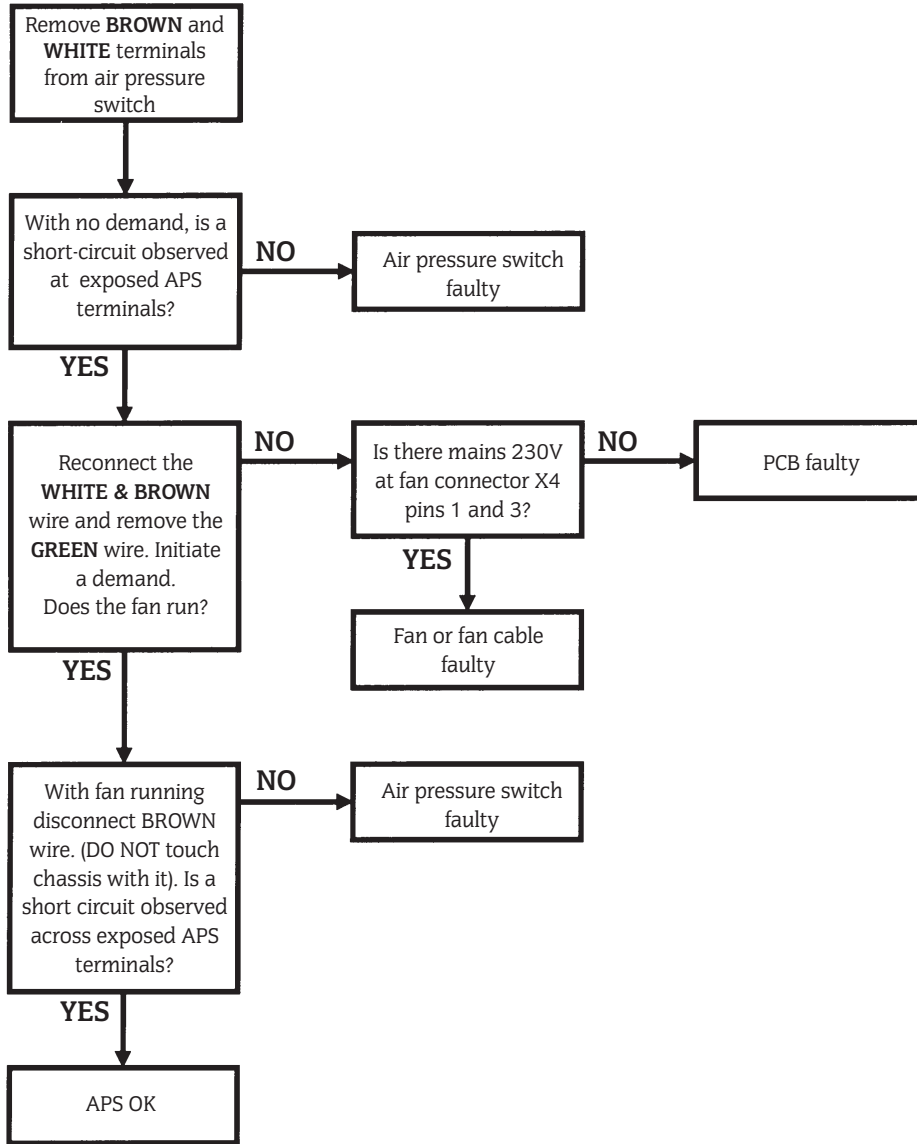 Remove BROWN and
WHITE terminals
from air pressure
switch
With no demand, is a
short-circuit observed
at exposed APS
terminals?
NO
Air pressure switch
faulty
YES
Reconnect the
WHITE & BROWN
wire and remove the
GREEN wire. Initiate
a demand.
Does the fan run?
NO
Is there mains 230V
at fan connector X4
pins 1 and 3?
NO
PCB faulty
YES
Fan or fan cable
faulty
YES
With fan running
disconnect BROWN
wire. (DO NOT touch
chassis with it). Is a
short circuit observed
across exposed APS
terminals?
NO
Air pressure switch
faulty
YES
APS OK